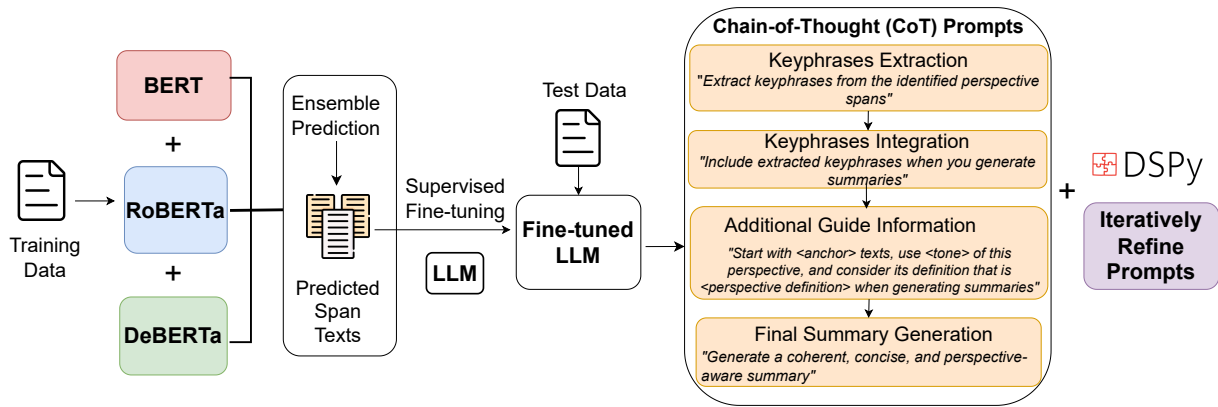 Training
Data
BERT
+
RoBERTa
+
DeBERTa
Ensemble
Prediction
Predicted
Span
Texts
Supervised
Fine-tuning
LLM
Test Data
Fine-tuned
LLM
Chain-of-Thought (CoT) Prompts
Keyphrases Extraction
"Extract keyphrases from the identified perspective
spans"
Keyphrases Integration
"Include extracted keyphrases when you generate
summaries"
Additional Guide Information
"Start with <anchor> texts, use <tone> of this
perspective, and consider its definition that is
<perspective definition> when generating summaries"
Final Summary Generation
"Generate a coherent, concise, and perspective-
aware summary"
+
DSPy
Iteratively
Refine
Prompts